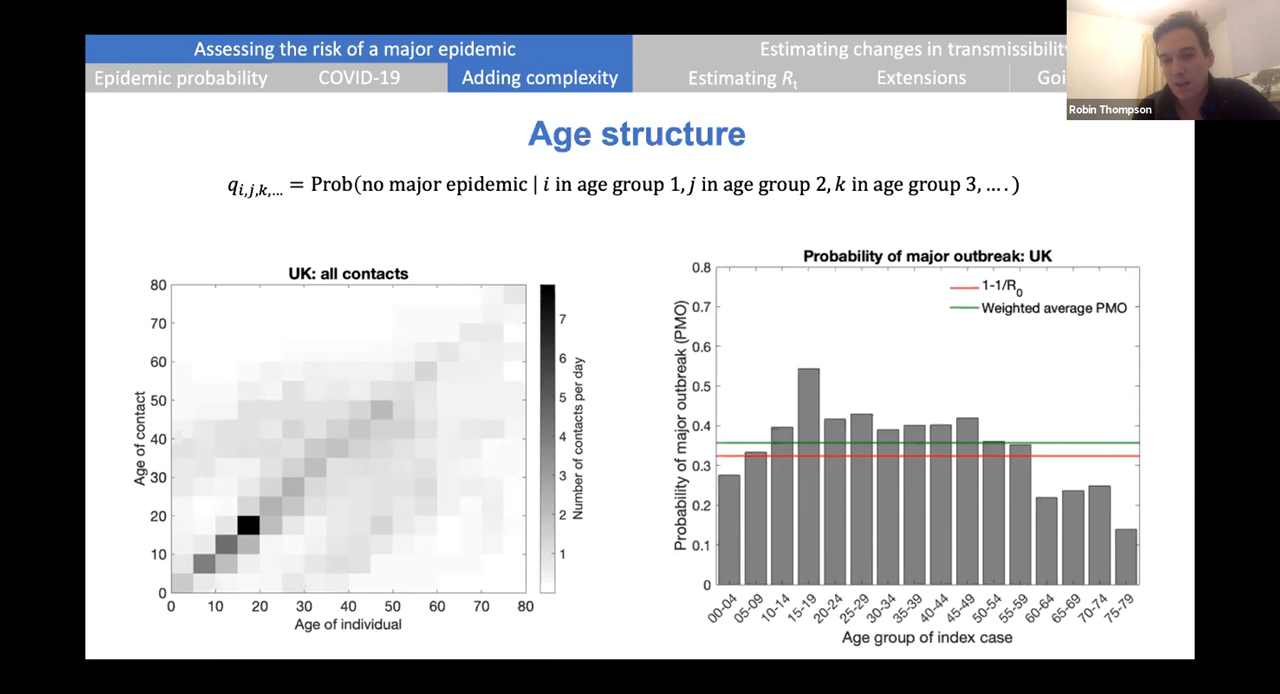 Assessing the risk of a major epidemic
Estimating changes in transmissibility
Epidemic probability
COVID-19
Adding complexity
Estimating Rt
Extensions
Goi
Robin Thompson
Age structure
q i,j,k,… = Prob(no major epidemic | i in age group 1, j in age group 2, k in age group 3, … .)
UK: all contacts
80
70
60
50
40
30
20
10
0
Age of contact
0 10 20 30 40 50 60 70 80
Age of individual
7
6
5
4
3
2
1
Number of contacts per day
Probability of major outbreak: UK
1-1/R0
Weighted average PMO
0.8
0.7
0.6
0.5
0.4
0.3
0.2
0.1
0
Probability of major outbreak (PMO)
00-04 05-09 10-14 15-19 20-24 25-29 30-34 35-39 40-44 45-49 50-54 55-59 60-64 65-69 70-74 75-79
Age group of index case